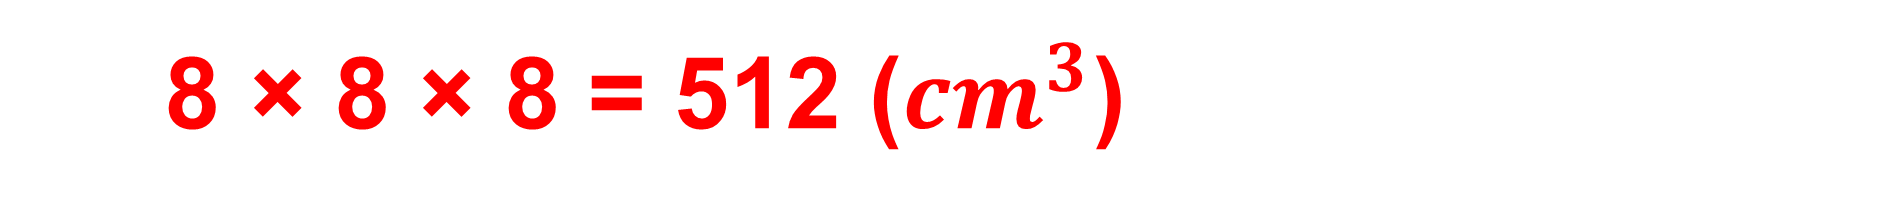 8 × 8 × 8 = 512 (cm³)